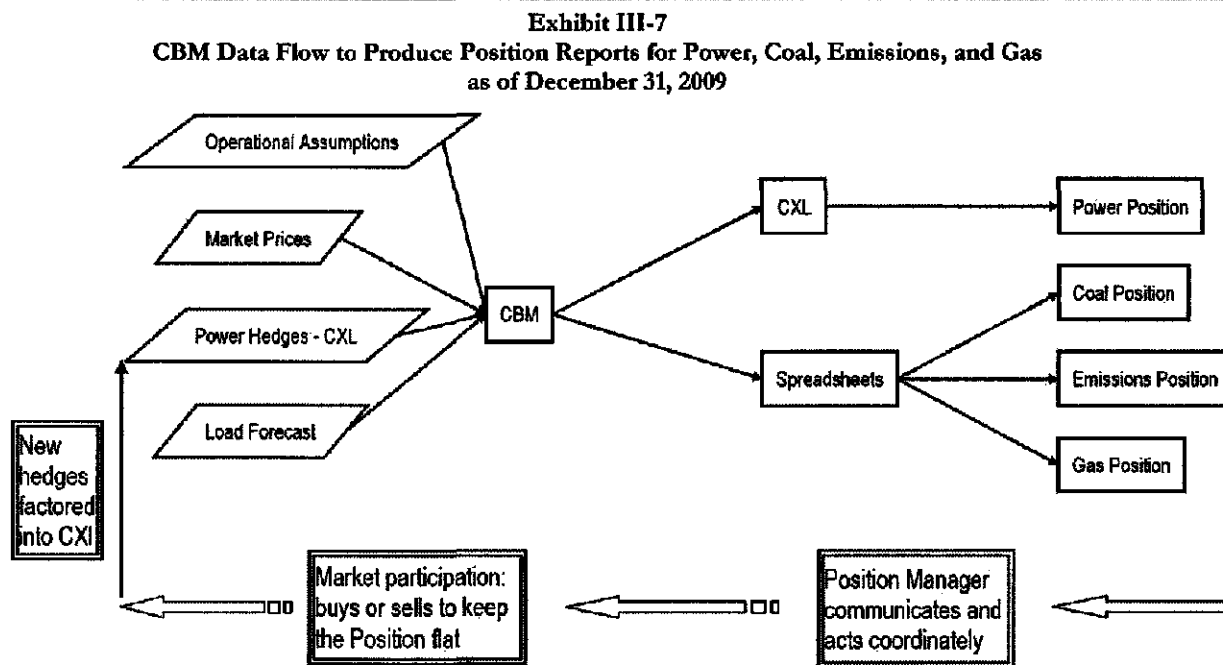 Exhibit III-7
CBM Data Flow to Produce Position Reports for Power, Coal, Emissions, and Gas
as of December 31, 2009
Operational Assumptions
Market Prices
Power Hedges - CXL
Load Forecast
CBM
CXL
Spreadsheets
Power Position
Coal Position
Emissions Position
Gas Position
New
hedges
factored
into CXl
Market participation:
buys or sells to keep
the Position flat
Position Manager
communicates and
acts coordinately